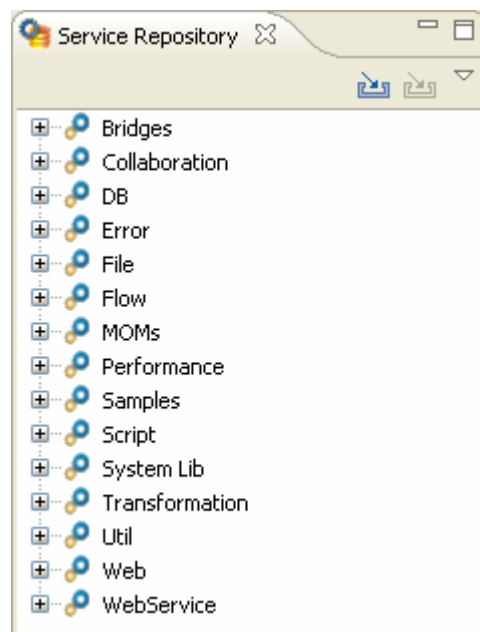 Service Repository
Bridges
Collaboration
DB
Error
File
Flow
MOMs
Performance
Samples
Script
System Lib
Transformation
Util
Web
WebService